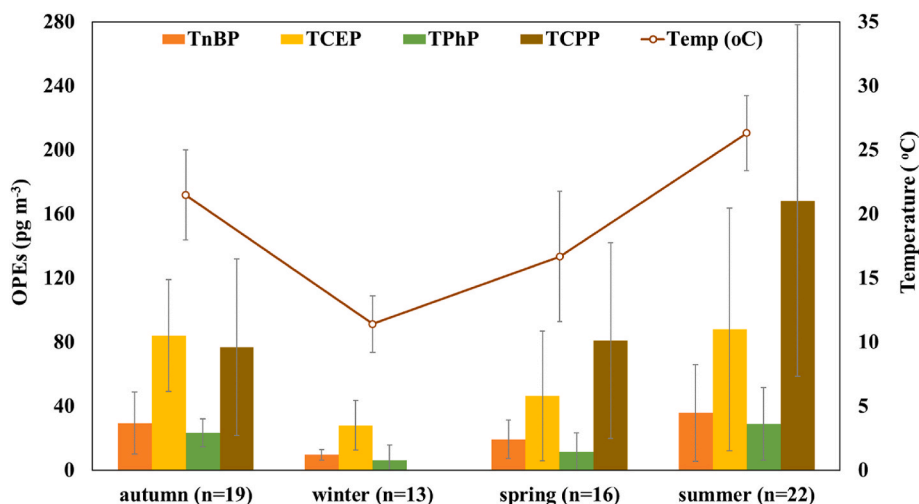 280 35
TnBP TCEP TPhP TCPP Temp (oC)
240 30
200 25
160 20
120 15
80 10
40 5
0 0
OPEs (pg m-3)
Temperature ( oC)
autumn (n=19) winter (n=13) spring (n=16) summer (n=22)